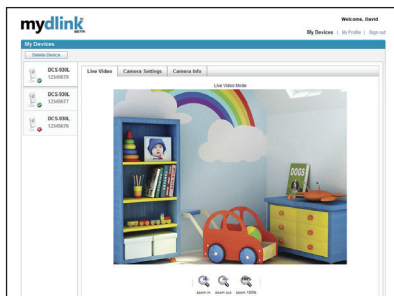 mydlink
BETA
Welcome, David
My Devices | My Profile | Sign out
My Devices
Delete Device
DCS-930L
12345678
DCS-930L
12345677
DCS-930L
12345676
Live Video
Camera Settings
Camera Info
Live Video Mode
DOGS
zoom in
zoom out
100%
zoom 100%